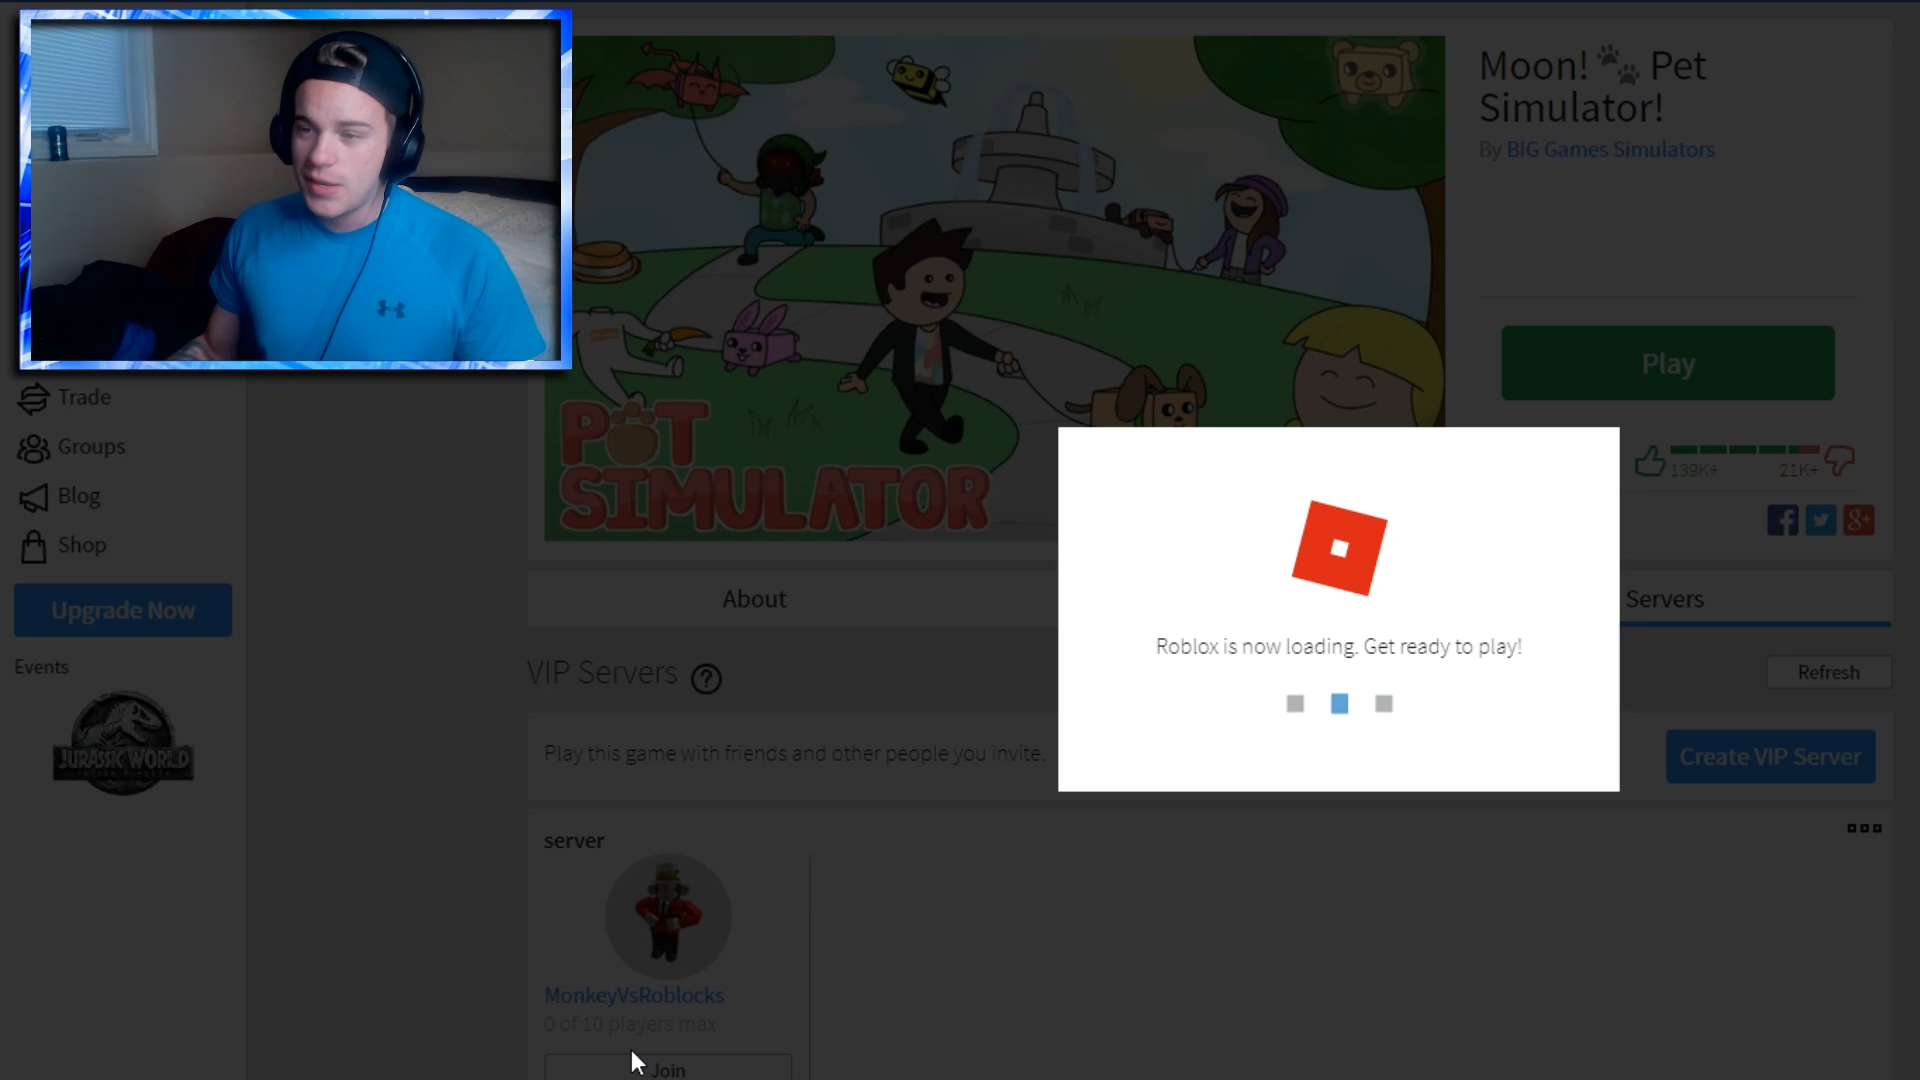 Moon! 🐾 Pet
Simulator!
By BIG Games Simulators
Play
139K+
21K+
PET
SIMULATOR
Trade
Groups
Blog
Shop
Upgrade Now
Events
JURASSIC WORLD
About
Servers
Roblox is now loading. Get ready to play!
VIP Servers ?
Refresh
Play this game with friends and other people you invite.
Create VIP Server
server
MonkeyVsRoblocks
0 of 10 players max
Join